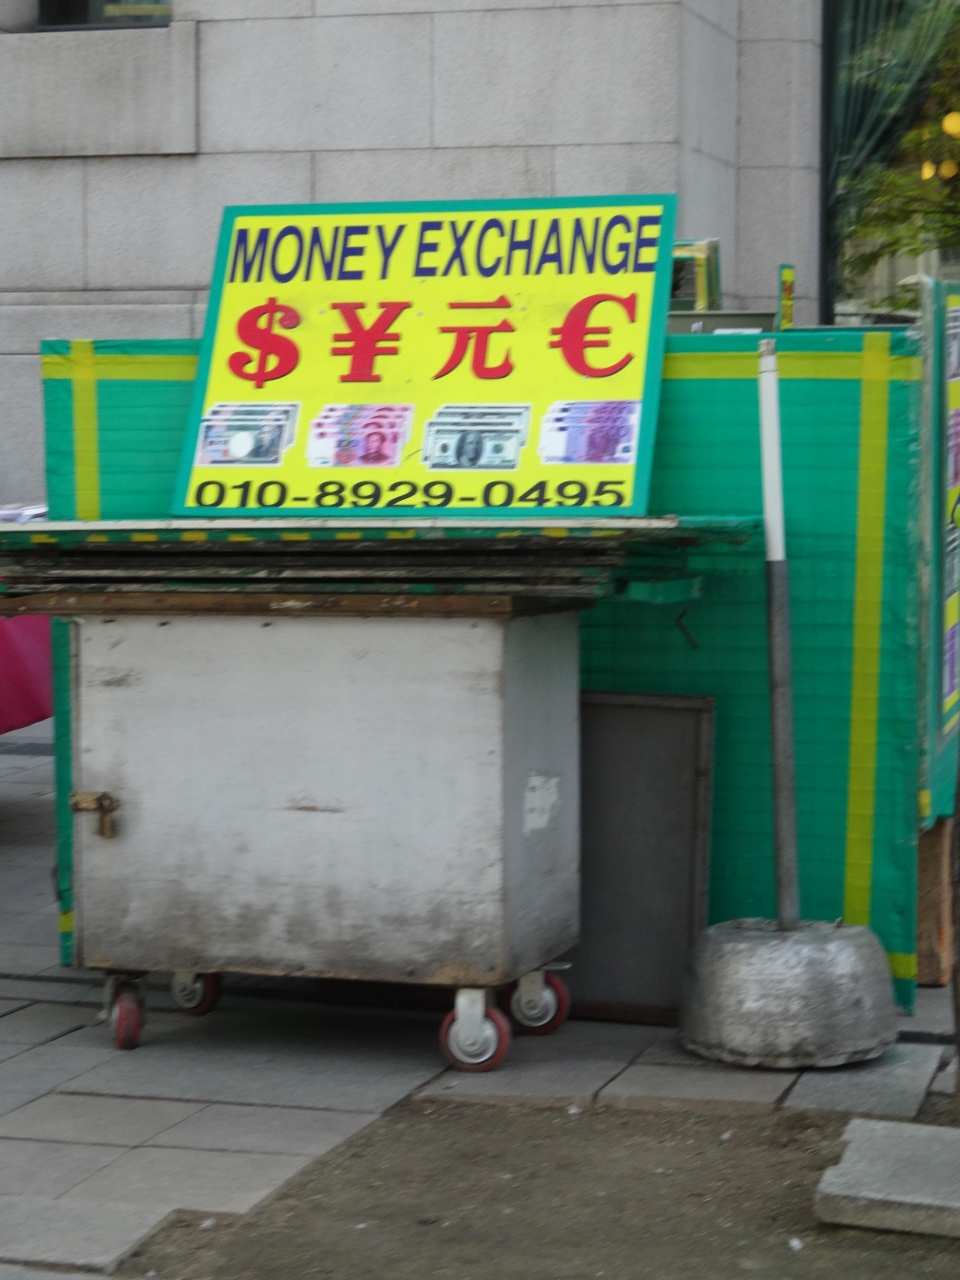 MONEY EXCHANGE
$ ¥ 元 €
010-8929-0495